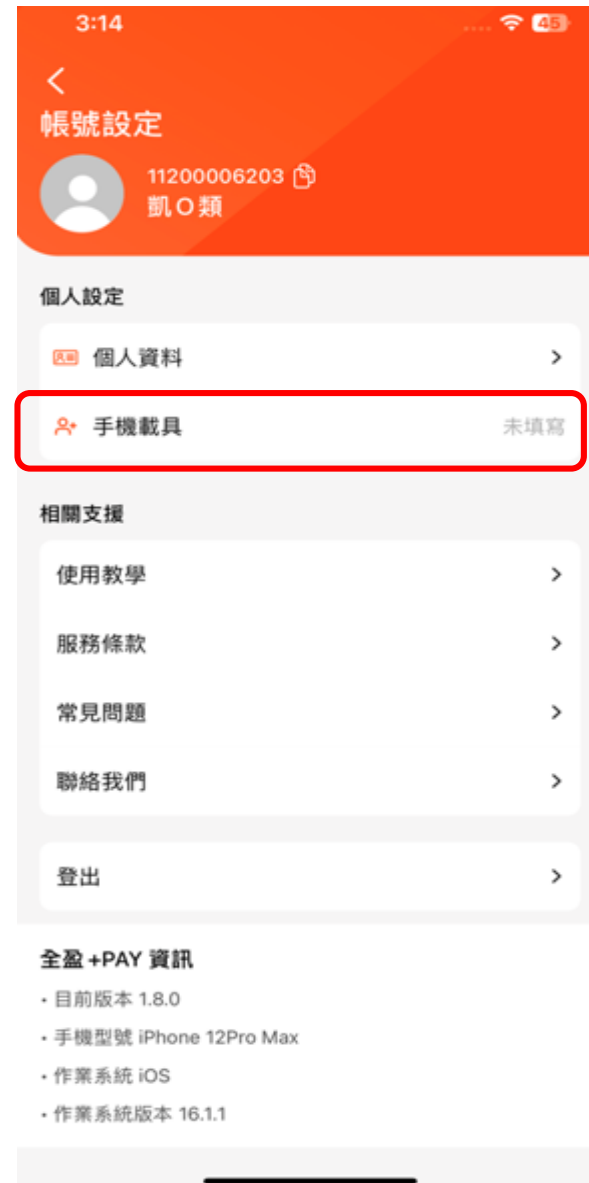 3:14
45
帳號設定
11200006203
凱O類
個人設定
個人資料
手機載具 未填寫
相關支援
使用教學
服務條款
常見問題
聯絡我們
登出
全盈+PAY 資訊
• 目前版本 1.8.0
• 手機型號 iPhone 12Pro Max
• 作業系統 iOS
• 作業系統版本 16.1.1